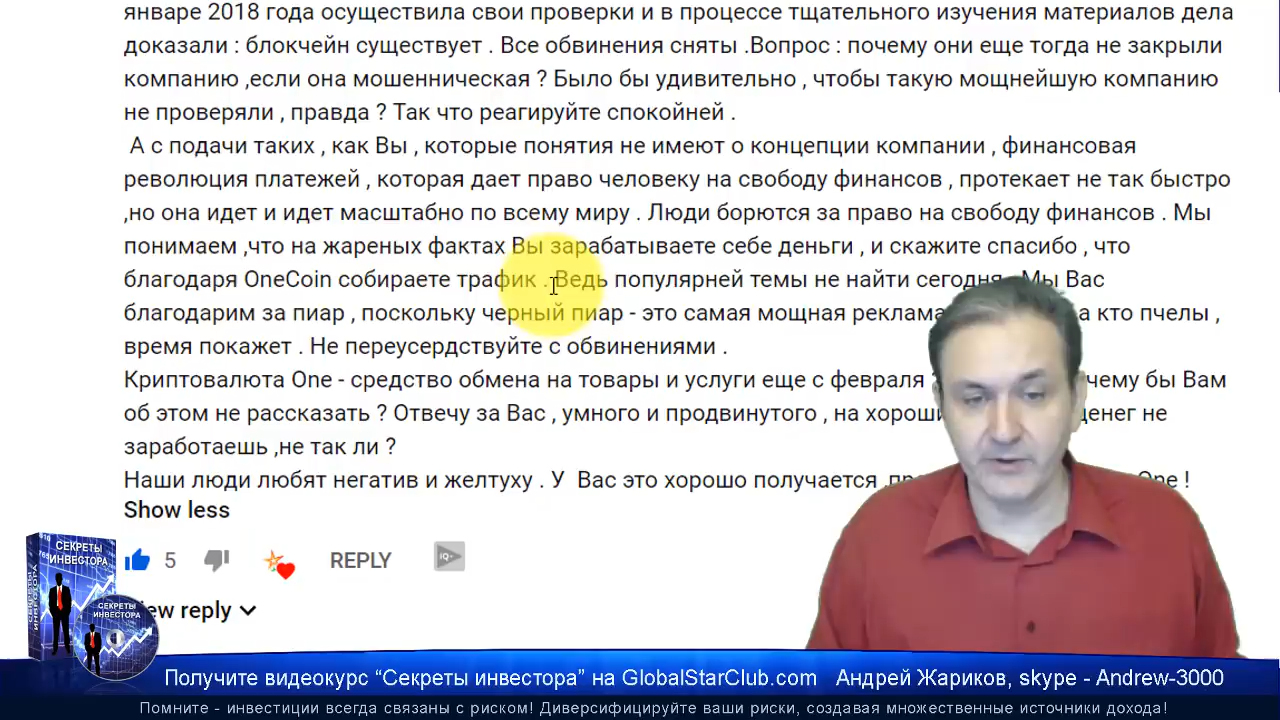 январе 2018 года осуществила свои проверки и в процессе тщательного изучения материалов дела
доказали : блокчейн существует . Все обвинения сняты .Вопрос : почему они еще тогда не закрыли
компанию ,если она мошенническая ? Было бы удивительно , чтобы такую мощнейшую компанию
не проверяли , правда ? Так что реагируйте спокойней .
А с подачи таких , как Вы , которые понятия не имеют о концепции компании , финансовая
революция платежей , которая дает право человеку на свободу финансов , протекает не так быстро
,но она идет и идет масштабно по всему миру . Люди борются за право на свободу финансов . Мы
понимаем ,что на жареных фактах Вы зарабатываете себе деньги , и скажите спасибо , что
благодаря OneCoin собираете трафик . Ведь популярней темы не найти сегодня . Мы Вас
благодарим за пиар , поскольку черный пиар - это самая мощная реклама а кто пчелы ,
время покажет . Не переусердствуйте с обвинениями .
Криптовалюта One - средство обмена на товары и услуги еще с февраля чему бы Вам
об этом не рассказать ? Отвечу за Вас , умного и продвинутого , на хороши денег не
заработаешь ,не так ли ?
Наши люди любят негатив и желтуху . У Вас это хорошо получается One !
Show less
5 REPLY IQ+
View reply
СЕКРЕТЫ
ИНВЕСТОРА
СЕКРЕТЫ
ИНВЕСТОРА
Получите видеокурс “Секреты инвестора” на GlobalStarClub.com Андрей Жариков, skype - Andrew-3000
Помните - инвестиции всегда связаны с риском! Диверсифицируйте ваши риски, создавая множественные источники дохода!